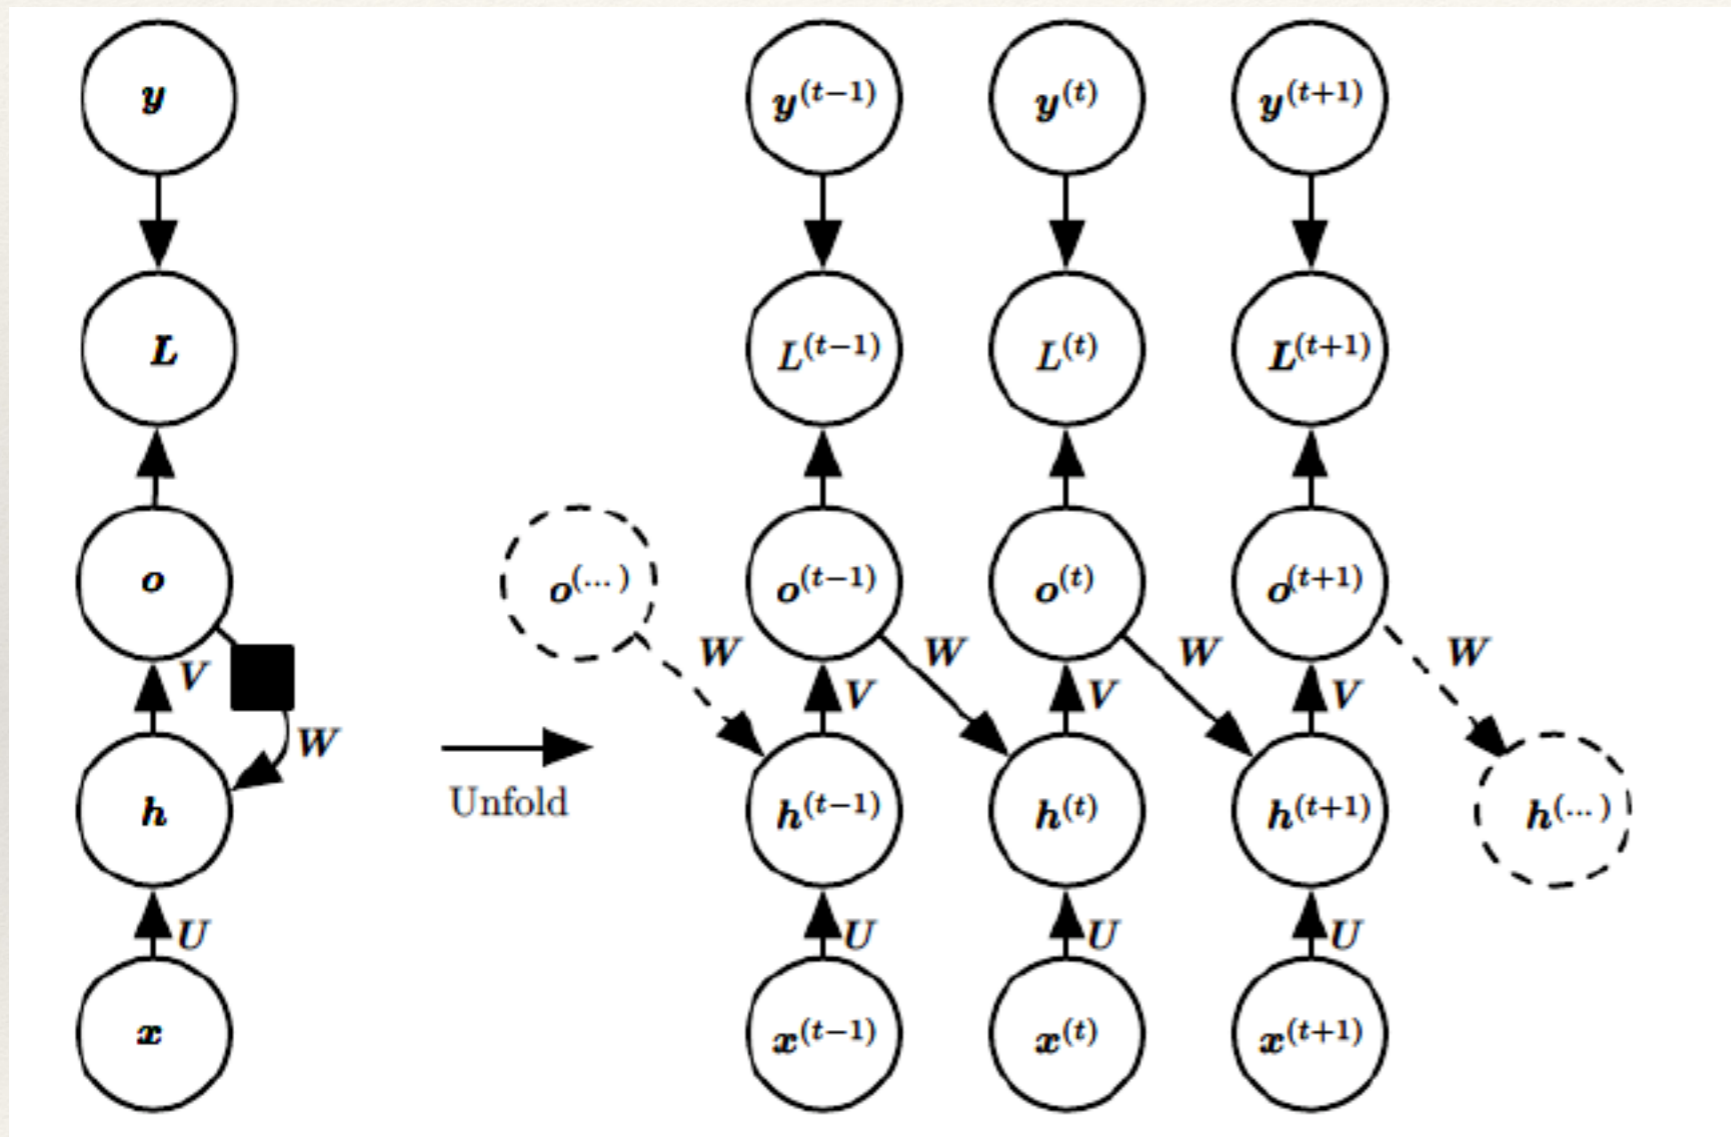 y y^(t−1) y^(t) y^(t+1)
L L^(t−1) L^(t) L^(t+1)
o o^(...) o^(t−1) o^(t) o^(t+1)
W W W W
V V V V
W
Unfold
h h^(t−1) h^(t) h^(t+1) h^(...)
U U U U
x x^(t−1) x^(t) x^(t+1)